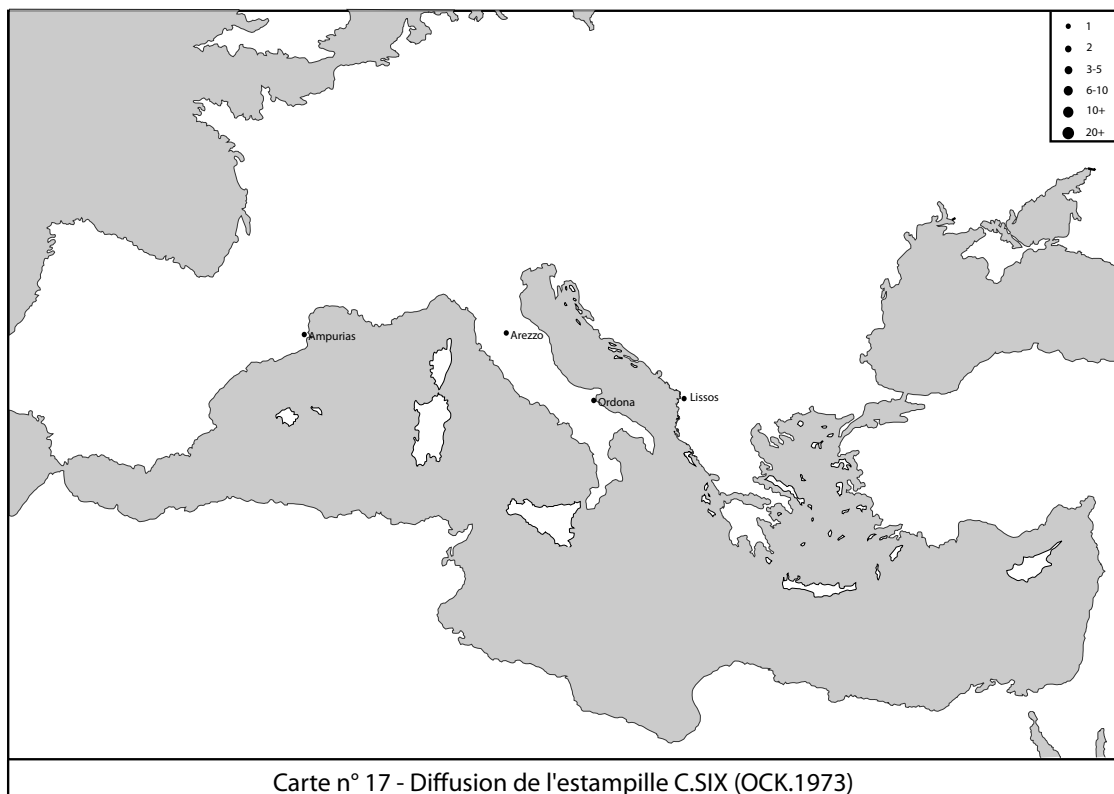 1
2
3-5
6-10
10+
20+
Ampurias
Arezzo
Ordona
Lissos
Carte n° 17 - Diffusion de l'estampille C.SIX (OCK.1973)